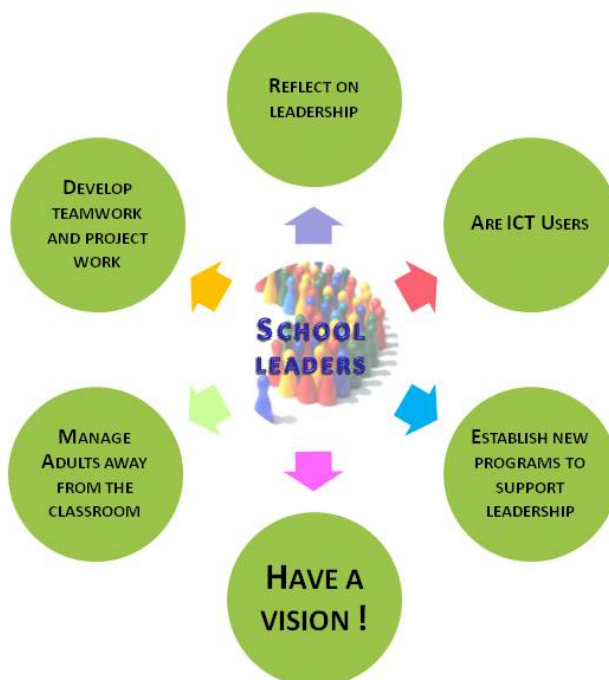 REFLECT ON
LEADERSHIP
DEVELOP
TEAMWORK
AND PROJECT
WORK
ARE ICT USERS
SCHOOL
LEADERS
MANAGE
ADULTS AWAY
FROM THE
CLASSROOM
ESTABLISH NEW
PROGRAMS TO
SUPPORT
LEADERSHIP
HAVE A
VISION !